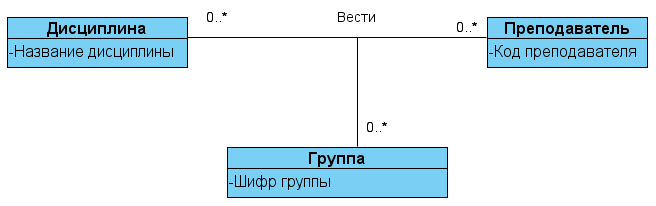 0..* Вести
Дисциплина 0..* Преподаватель
-Название дисциплины -Код преподавателя
0..*
Группа
-Шифр группы